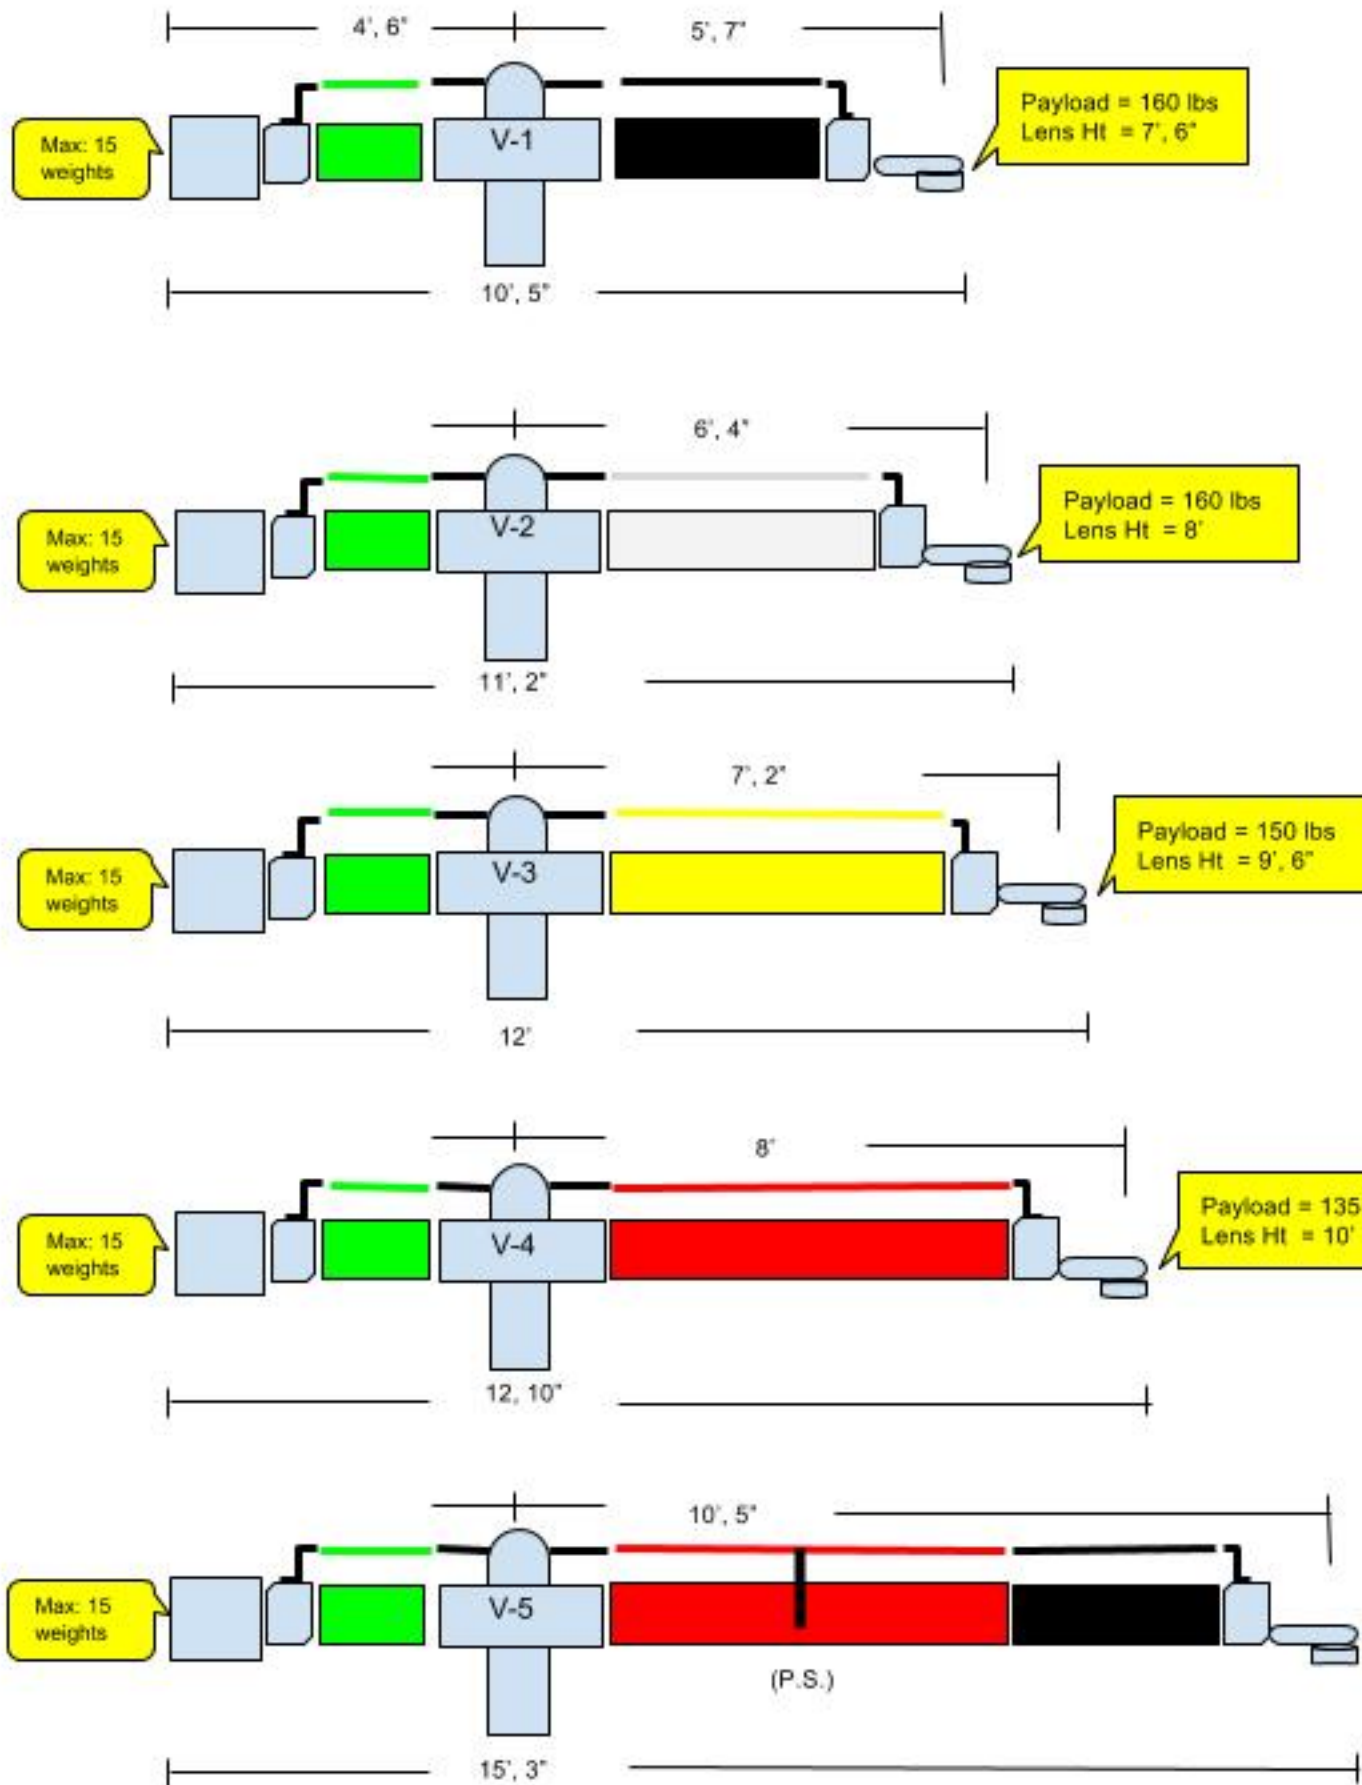 4', 6"
5', 7"
Max: 15
weights
V-1
Payload = 160 lbs
Lens Ht = 7', 6"
10', 5"
6', 4"
Max: 15
weights
V-2
Payload = 160 lbs
Lens Ht = 8'
11', 2"
7', 2"
Max: 15
weights
V-3
Payload = 150 lbs
Lens Ht = 9', 6"
12'
8'
Max: 15
weights
V-4
Payload = 135
Lens Ht = 10'
12, 10"
10', 5"
Max: 15
weights
V-5
(P.S.)
15', 3"